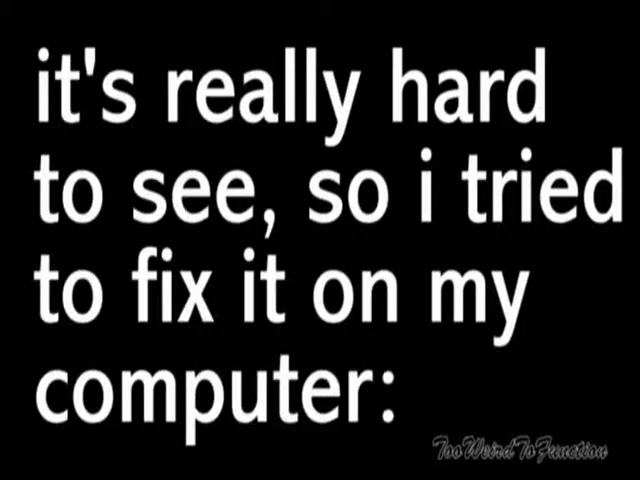 it's really hard
to see, so i tried
to fix it on my
computer:
TooWeirdToFunction